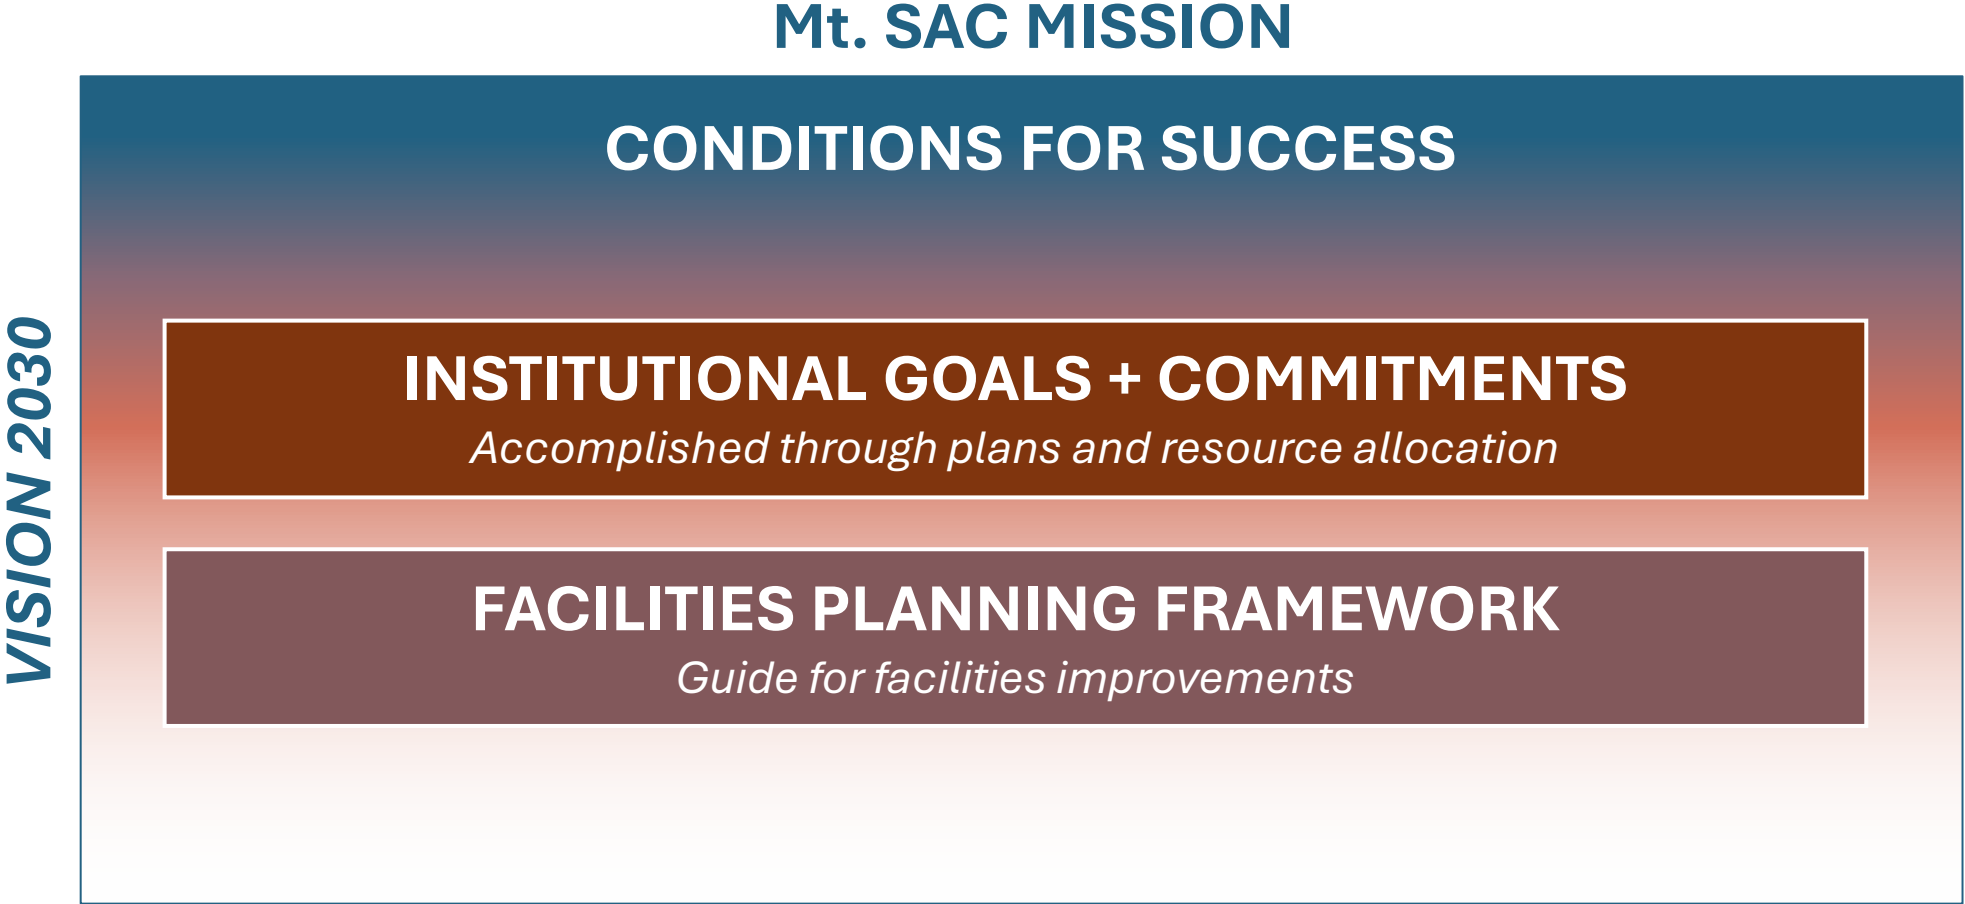 Mt. SAC MISSION
CONDITIONS FOR SUCCESS
VISION 2030
INSTITUTIONAL GOALS + COMMITMENTS
Accomplished through plans and resource allocation
FACILITIES PLANNING FRAMEWORK
Guide for facilities improvements